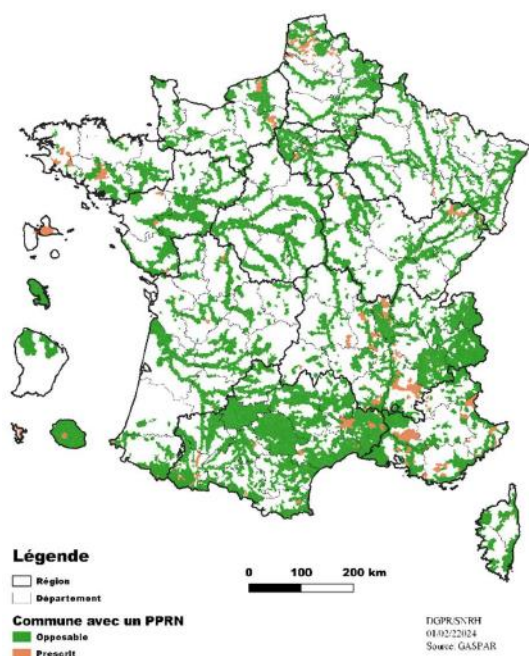 Légende
Région
Département
0 100 200 km
Commune avec un PPRN
Opposable
Prescrit
DGPR/SNRH
01/02/22024
Source: GASPAR